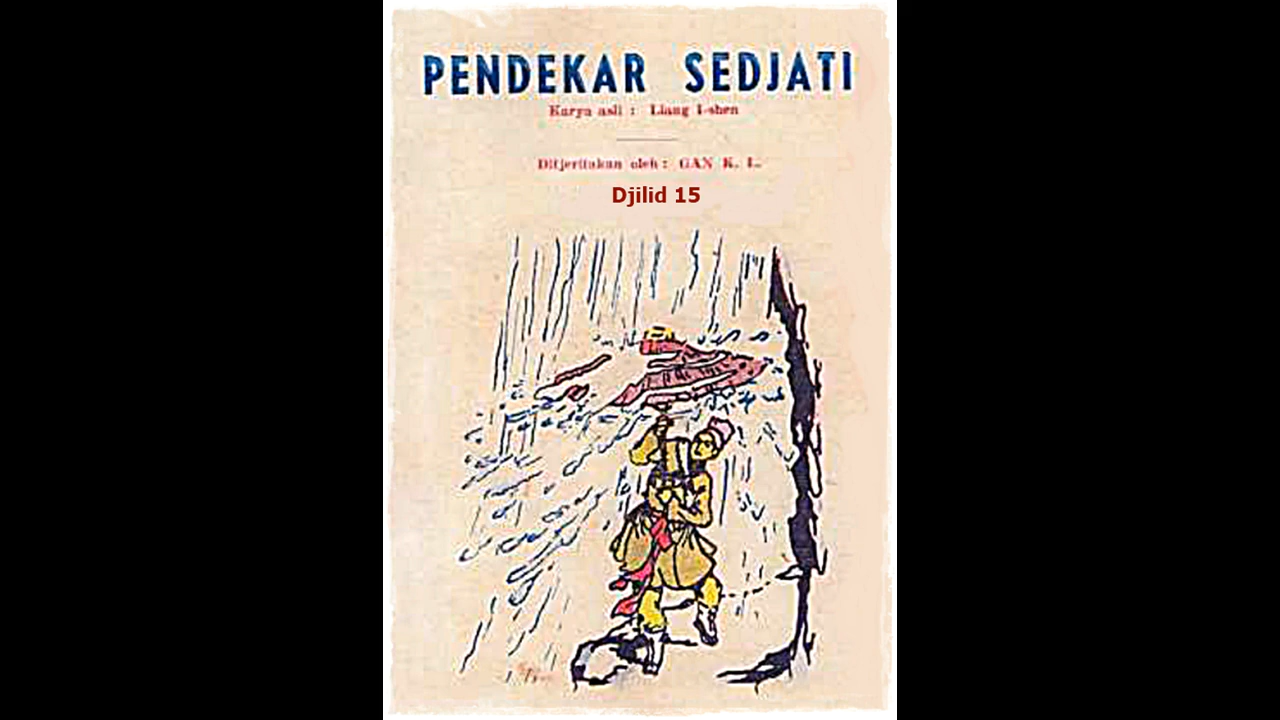 PENDEKAR SEDJATI
Karya asli : Liang I-shen
Ditjeritakan oleh : GAN K. L.
Djilid 15